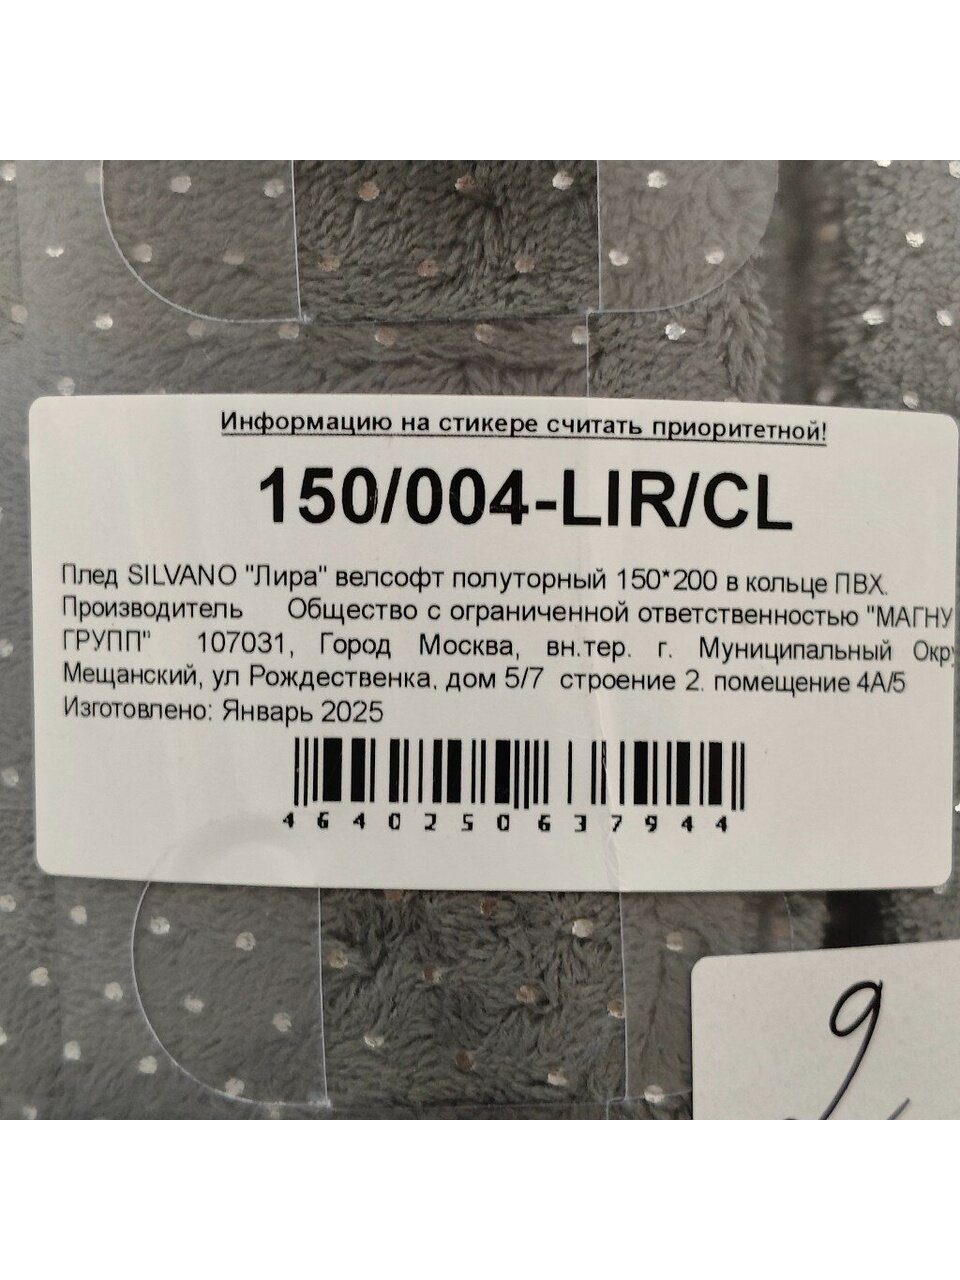 Информацию на стикере считать приоритетной!
150/004-LIR/CL
Плед SILVANO "Лира" велсофт полуторный 150*200 в кольце ПВХ.
Производитель Общество с ограниченной ответственностью "МАГНУ
ГРУПП" 107031, Город Москва, вн.тер. г. Муниципальный Окру
Мещанский, ул Рождественка, дом 5/7 строение 2, помещение 4А/5
Изготовлено: Январь 2025
4640250637944